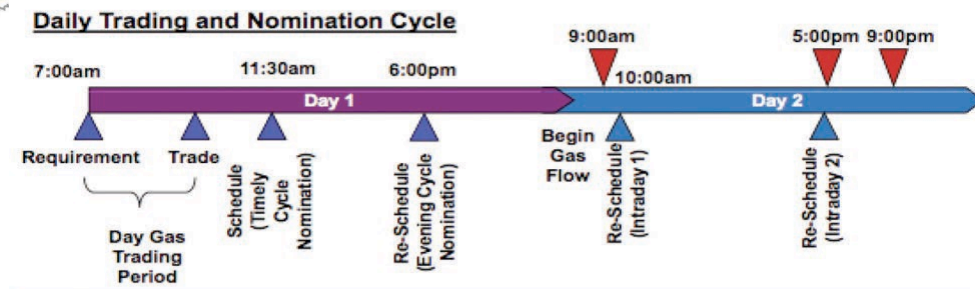 Daily Trading and Nomination Cycle
7:00am
11:30am
6:00pm
9:00am
10:00am
5:00pm
9:00pm
Day 1
Day 2
Requirement
Trade
Day Gas
Trading
Period
Schedule
(Timely
Cycle
Nomination)
Re-Schedule
(Evening Cycle
Nomination)
Begin
Gas
Flow
Re-Schedule
(Intraday 1)
Re-Schedule
(Intraday 2)